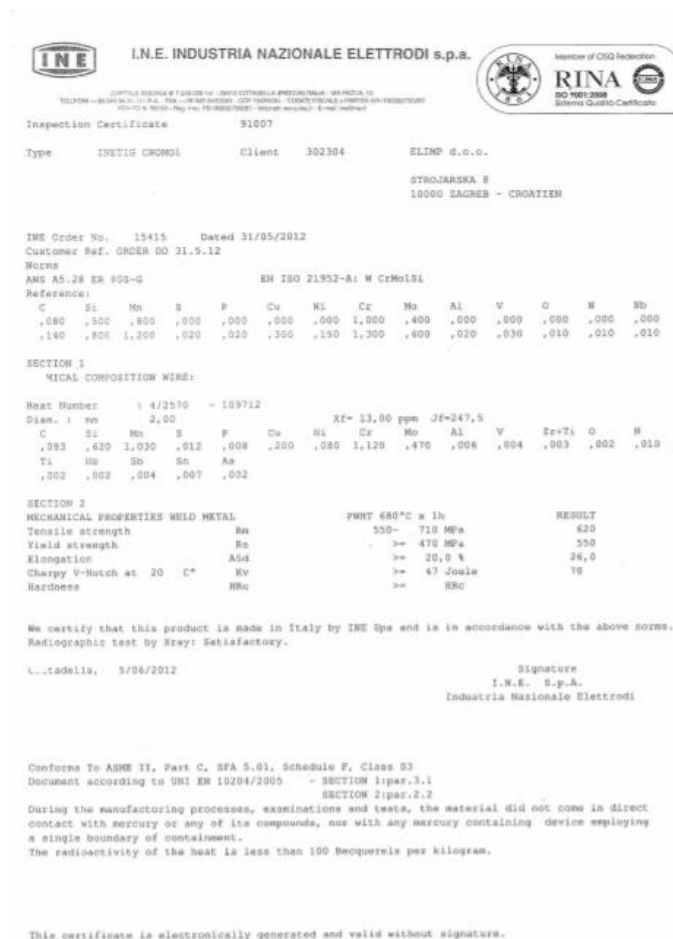 INE
I.N.E. INDUSTRIA NAZIONALE ELETTRODI s.p.a.
RINA
1861
Member of CISQ Federation
RINA
ISO 9001:2008
Sistema Qualità Certificato
Inspection Certificate 91007
Type INETIG CROMO1 Client 302304 ELIMP d.o.o.
STROJARSKA 8
10000 ZAGREB - CROATIEN
INE Order No. 15415 Dated 31/05/2012
Customer Ref. ORDER DD 31.5.12
Norms
AWS A5.28 ER 80S-G EN ISO 21952-A: W CrMo1Si
Reference:
C Si Mn S P Cu Ni Cr Mo Al V O N Nb
,080 ,500 ,800 ,000 ,000 ,000 ,000 1,000 ,400 ,000 ,000 ,000 ,000 ,000
,140 ,800 1,200 ,020 ,020 ,300 ,150 1,300 ,600 ,020 ,030 ,010 ,010 ,010
SECTION 1
MICAL COMPOSITION WIRE:
Heat Number : 4/2570 - 109712
Diam. : mm 2,00 Xf= 13,00 ppm Jf=247,5
C Si Mn S P Cu Ni Cr Mo Al V Zr+Ti O N
,093 ,620 1,030 ,012 ,008 ,200 ,080 1,120 ,470 ,006 ,004 ,003 ,002 ,010
Ti Nb Sb Sn As
,002 ,002 ,004 ,007 ,002
SECTION 2
MECHANICAL PROPERTIES WELD METAL PWHT 680°C x 1h RESULT
Tensile strength Rm 550- 710 MPa 620
Yield strength Rs >= 470 MPa 550
Elongation A5d >= 20,0 % 26,0
Charpy V-Notch at 20 C° Kv >= 47 Joule 78
Hardness HRc >= HRc
We certify that this product is made in Italy by INE Spa and is in accordance with the above norms.
Radiographic test by Xray: Satisfactory.
tadella, 5/06/2012 Signature
I.N.E. S.p.A.
Industria Nazionale Elettrodi
Conforms To ASME II, Part C, SFA 5.01, Schedule F, Class S3
Document according to UNI EN 10204/2005 - SECTION 1:par.3.1
SECTION 2:par.2.2
During the manufactoring processes, examinations and tests, the material did not come in direct
contact with mercury or any of its compounds, nor with any mercury containing device employing
a single boundary of containment.
The radioactivity of the heat is less than 100 Becquerels per kilogram.
This certificate is electronically generated and valid without signature.